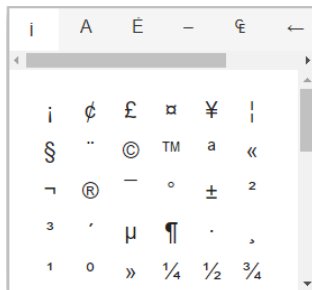 ¡ A È – ₠ ←
¡ ¢ £ ¤ ¥ ¦
§ ¨ © ™ ª «
¬ ® ¯ ° ± ²
³ ´ µ ¶ · ¸
¹ º » ¼ ½ ¾